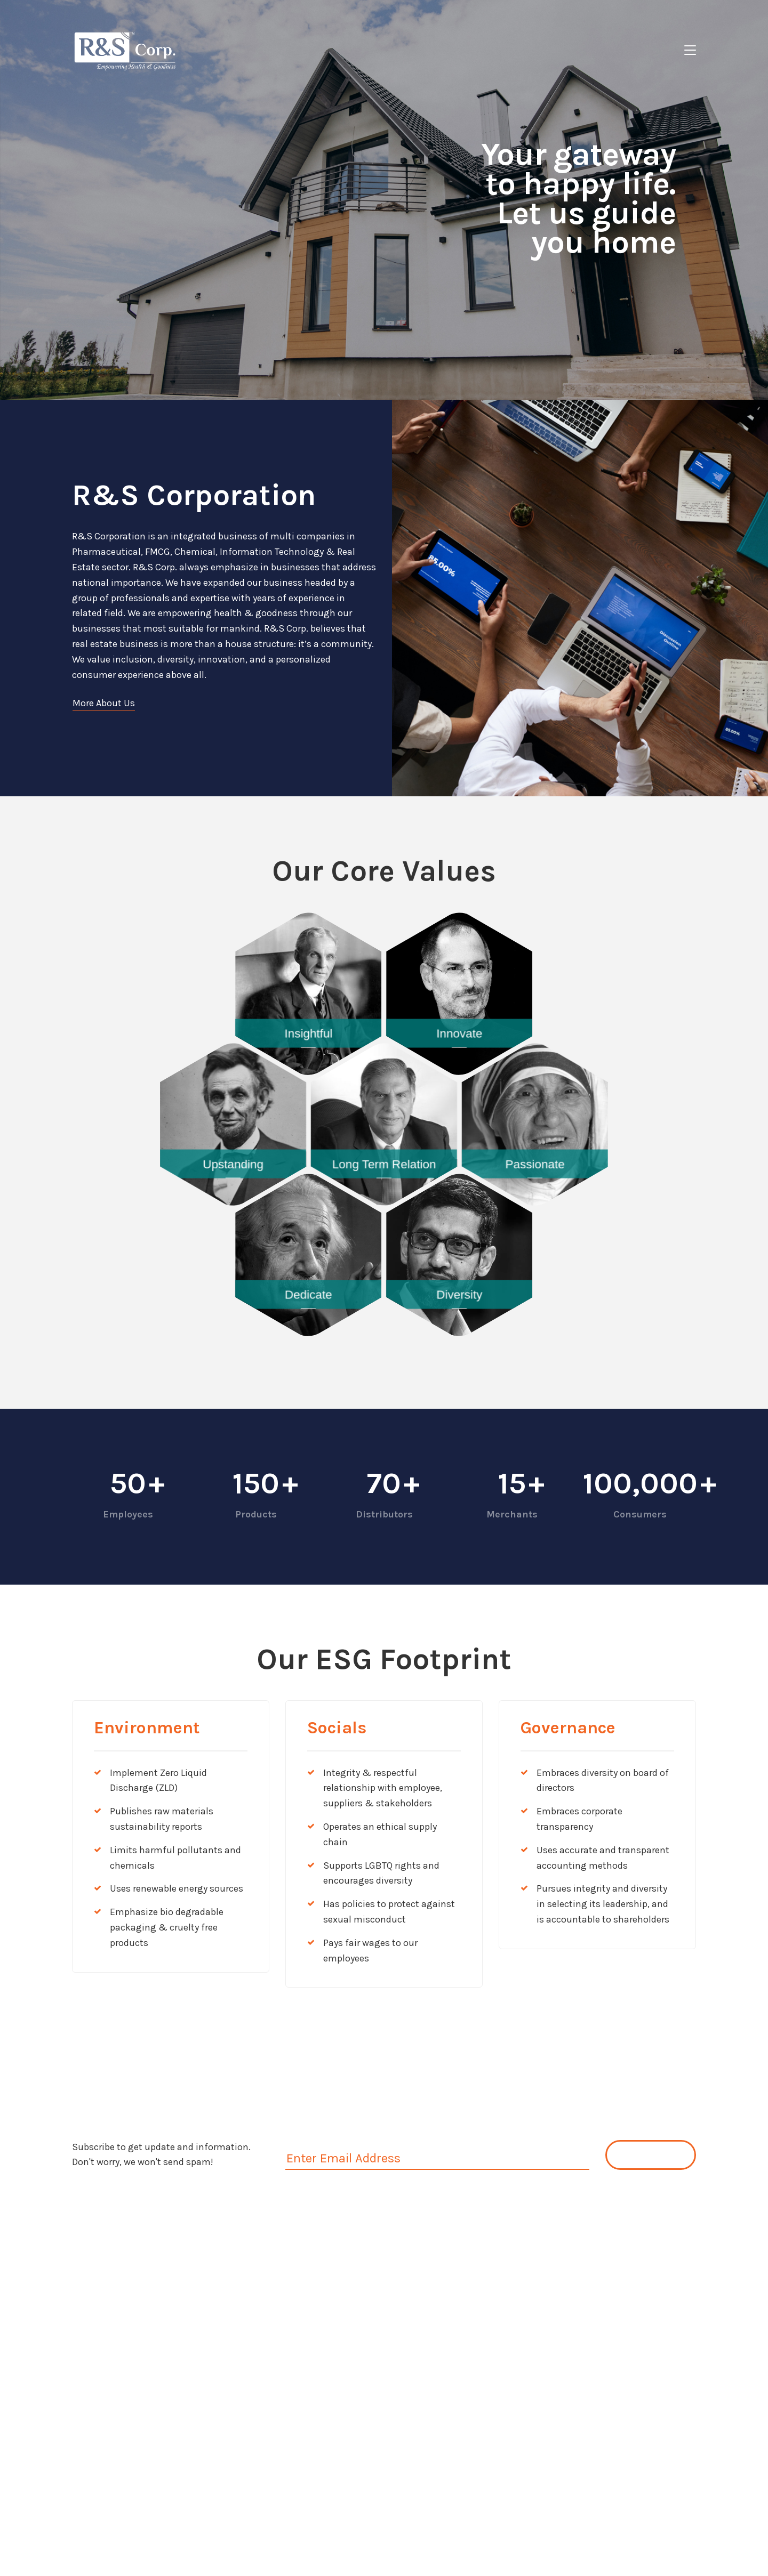 R&S Corp.
Empowering Health & Goodness
Your gateway
to happy life.
Let us guide
you home
R&S Corporation
R&S Corporation is an integrated business of multi companies in
Pharmaceutical, FMCG, Chemical, Information Technology & Real
Estate sector. R&S Corp. always emphasize in businesses that address
national importance. We have expanded our business headed by a
group of professionals and expertise with years of experience in
related field. We are empowering health & goodness through our
businesses that most suitable for mankind. R&S Corp. believes that
real estate business is more than a house structure: it's a community.
We value inclusion, diversity, innovation, and a personalized
consumer experience above all.
More About Us
85.00%
Our Core Values
Insightful
Innovate
Upstanding
Long Term Relation
Passionate
Dedicate
Diversity
50+
150+
70+
15+
100,000+
Employees
Products
Distributors
Merchants
Consumers
Our ESG Footprint
Environment
Implement Zero Liquid
Discharge (ZLD)
Publishes raw materials
sustainability reports
Limits harmful pollutants and
chemicals
Uses renewable energy sources
Emphasize bio degradable
packaging & cruelty free
products
Socials
Integrity & respectful
relationship with employee,
suppliers & stakeholders
Operates an ethical supply
chain
Supports LGBTQ rights and
encourages diversity
Has policies to protect against
sexual misconduct
Pays fair wages to our
employees
Governance
Embraces diversity on board of
directors
Embraces corporate
transparency
Uses accurate and transparent
accounting methods
Pursues integrity and diversity
in selecting its leadership, and
is accountable to shareholders
Subscribe to get update and information.
Don't worry, we won't send spam!
Enter Email Address